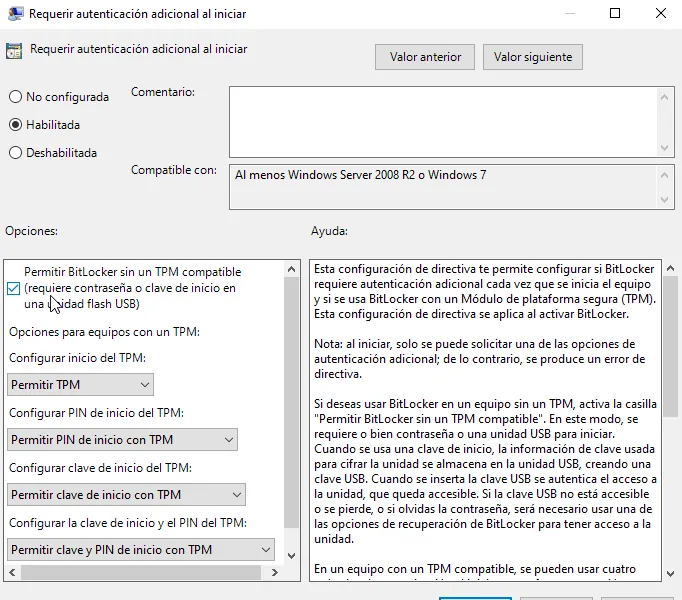 Requerir autenticación adicional al iniciar
Requerir autenticación adicional al iniciar
Valor anterior
Valor siguiente
No configurada
Habilitada
Deshabilitada
Comentario:
Compatible con:
Al menos Windows Server 2008 R2 o Windows 7
Opciones:
Ayuda:
Permitir BitLocker sin un TPM compatible
(requiere contraseña o clave de inicio en
una unidad flash USB)
Opciones para equipos con un TPM:
Configurar inicio del TPM:
Permitir TPM
Configurar PIN de inicio del TPM:
Permitir PIN de inicio con TPM
Configurar clave de inicio del TPM:
Permitir clave de inicio con TPM
Configurar la clave de inicio y el PIN del TPM:
Permitir clave y PIN de inicio con TPM
Esta configuración de directiva te permite configurar si BitLocker
requiere autenticación adicional cada vez que se inicia el equipo
y si se usa BitLocker con un Módulo de plataforma segura (TPM).
Esta configuración de directiva se aplica al activar BitLocker.
Nota: al iniciar, solo se puede solicitar una de las opciones de
autenticación adicional; de lo contrario, se produce un error de
directiva.
Si deseas usar BitLocker en un equipo sin un TPM, activa la casilla
"Permitir BitLocker sin un TPM compatible". En este modo, se
requiere o bien contraseña o una unidad USB para iniciar.
Cuando se usa una clave de inicio, la información de clave usada
para cifrar la unidad se almacena en la unidad USB, creando una
clave USB. Cuando se inserta la clave USB se autentica el acceso a
la unidad, que queda accesible. Si la clave USB no está accesible
o se pierde, o si olvidas la contraseña, será necesario usar una de
las opciones de recuperación de BitLocker para tener acceso a la
unidad.
En un equipo con un TPM compatible, se pueden usar cuatro